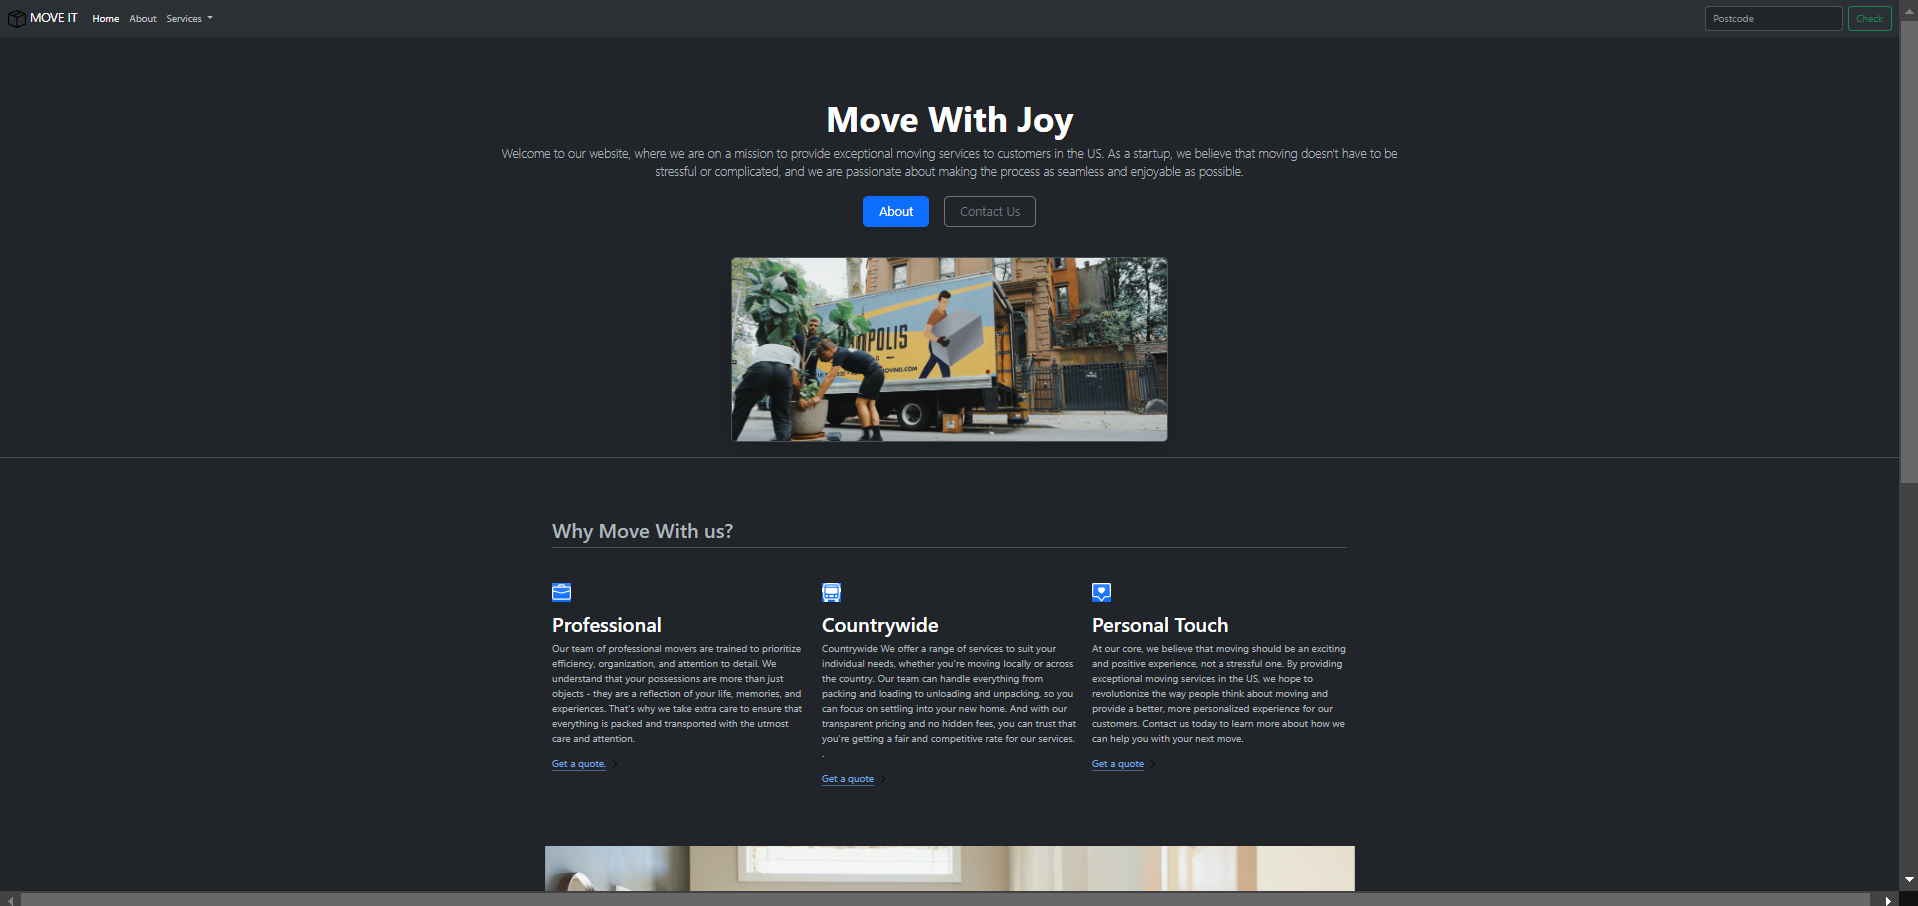 MOVE IT Home About Services Postcode Check
Move With Joy
Welcome to our website, where we are on a mission to provide exceptional moving services to customers in the US. As a startup, we believe that moving doesn't have to be
stressful or complicated, and we are passionate about making the process as seamless and enjoyable as possible.
About Contact Us
POLIS
MOVING.COM
Why Move With us?
Professional
Our team of professional movers are trained to prioritize
efficiency, organization, and attention to detail. We
understand that your possessions are more than just
objects - they are a reflection of your life, memories, and
experiences. That's why we take extra care to ensure that
everything is packed and transported with the utmost
care and attention.
Get a quote.
Countrywide
Countrywide We offer a range of services to suit your
individual needs, whether you're moving locally or across
the country. Our team can handle everything from
packing and loading to unloading and unpacking, so you
can focus on settling into your new home. And with our
transparent pricing and no hidden fees, you can trust that
you're getting a fair and competitive rate for our services.
.
Get a quote
Personal Touch
At our core, we believe that moving should be an exciting
and positive experience, not a stressful one. By providing
exceptional moving services in the US, we hope to
revolutionize the way people think about moving and
provide a better, more personalized experience for our
customers. Contact us today to learn more about how we
can help you with your next move.
Get a quote